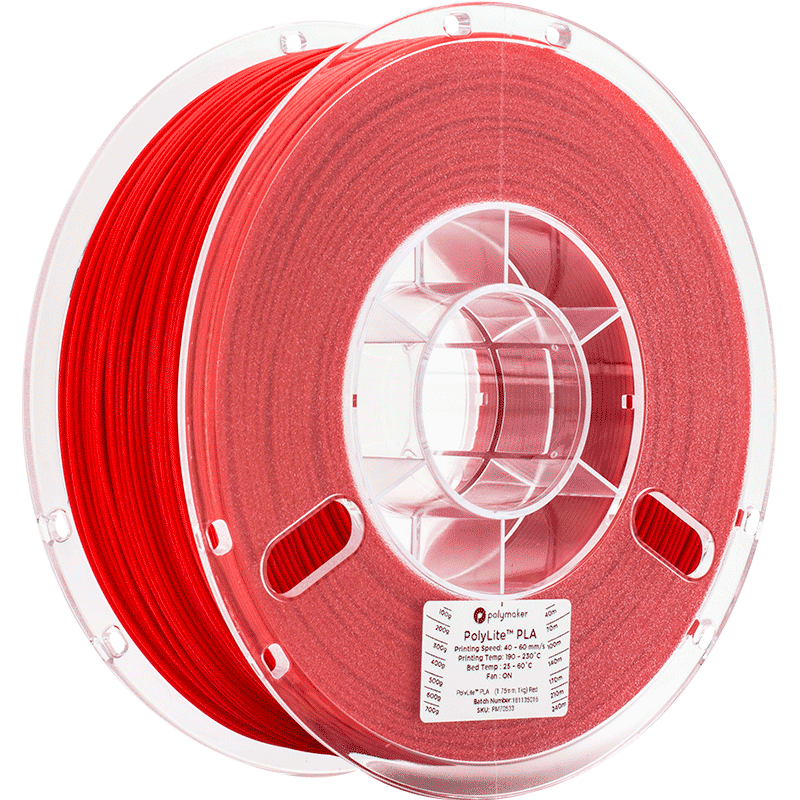 polymaker
PolyLite™ PLA
Printing Speed: 40 - 60 mm/s
Printing Temp: 190 - 230˚C
Bed Temp : 25 - 60˚C
Fan : ON
PolyLite™ PLA (1.75mm, 1kg) Red
Batch Number:
SKU: PM70533
100g
200g
300g
400g
500g
600g
700g
40m
70m
100m
140m
170m
210m
240m